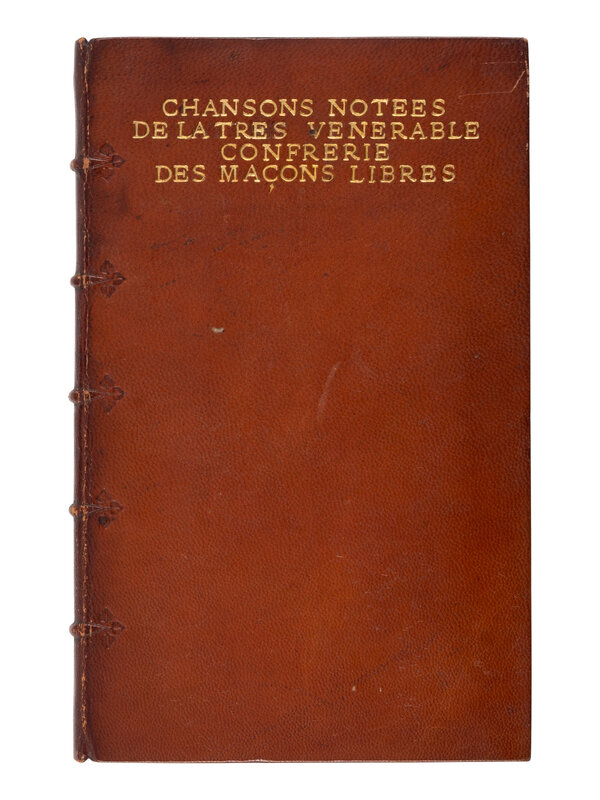 CHANSONS NOTEES
DE LA TRES VENERABLE
CONFRERIE
DES MAÇONS LIBRES